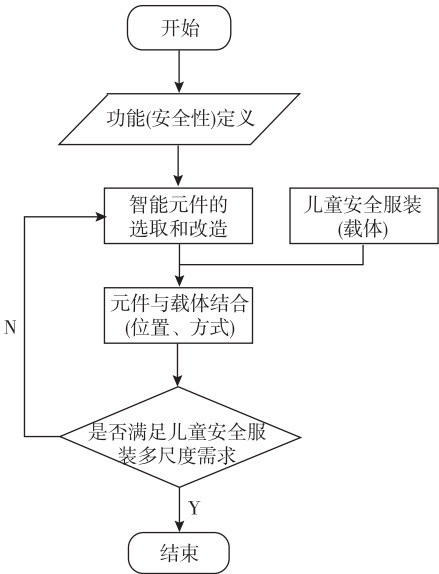 开始
功能(安全性)定义
智能元件的
选取和改造
儿童安全服装
(载体)
元件与载体结合
(位置、方式)
N
是否满足儿童安全服
装多尺度需求
Y
结束